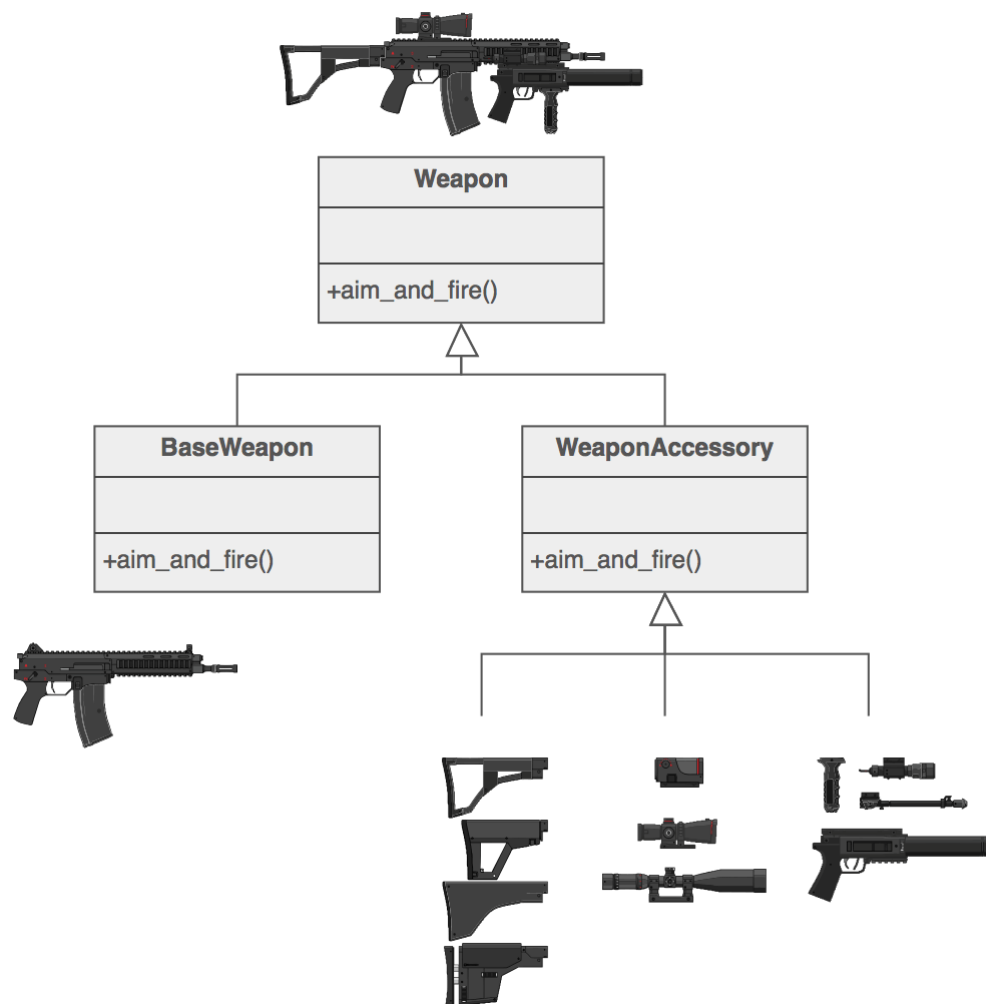 Weapon
+aim_and_fire()
BaseWeapon
+aim_and_fire()
WeaponAccessory
+aim_and_fire()